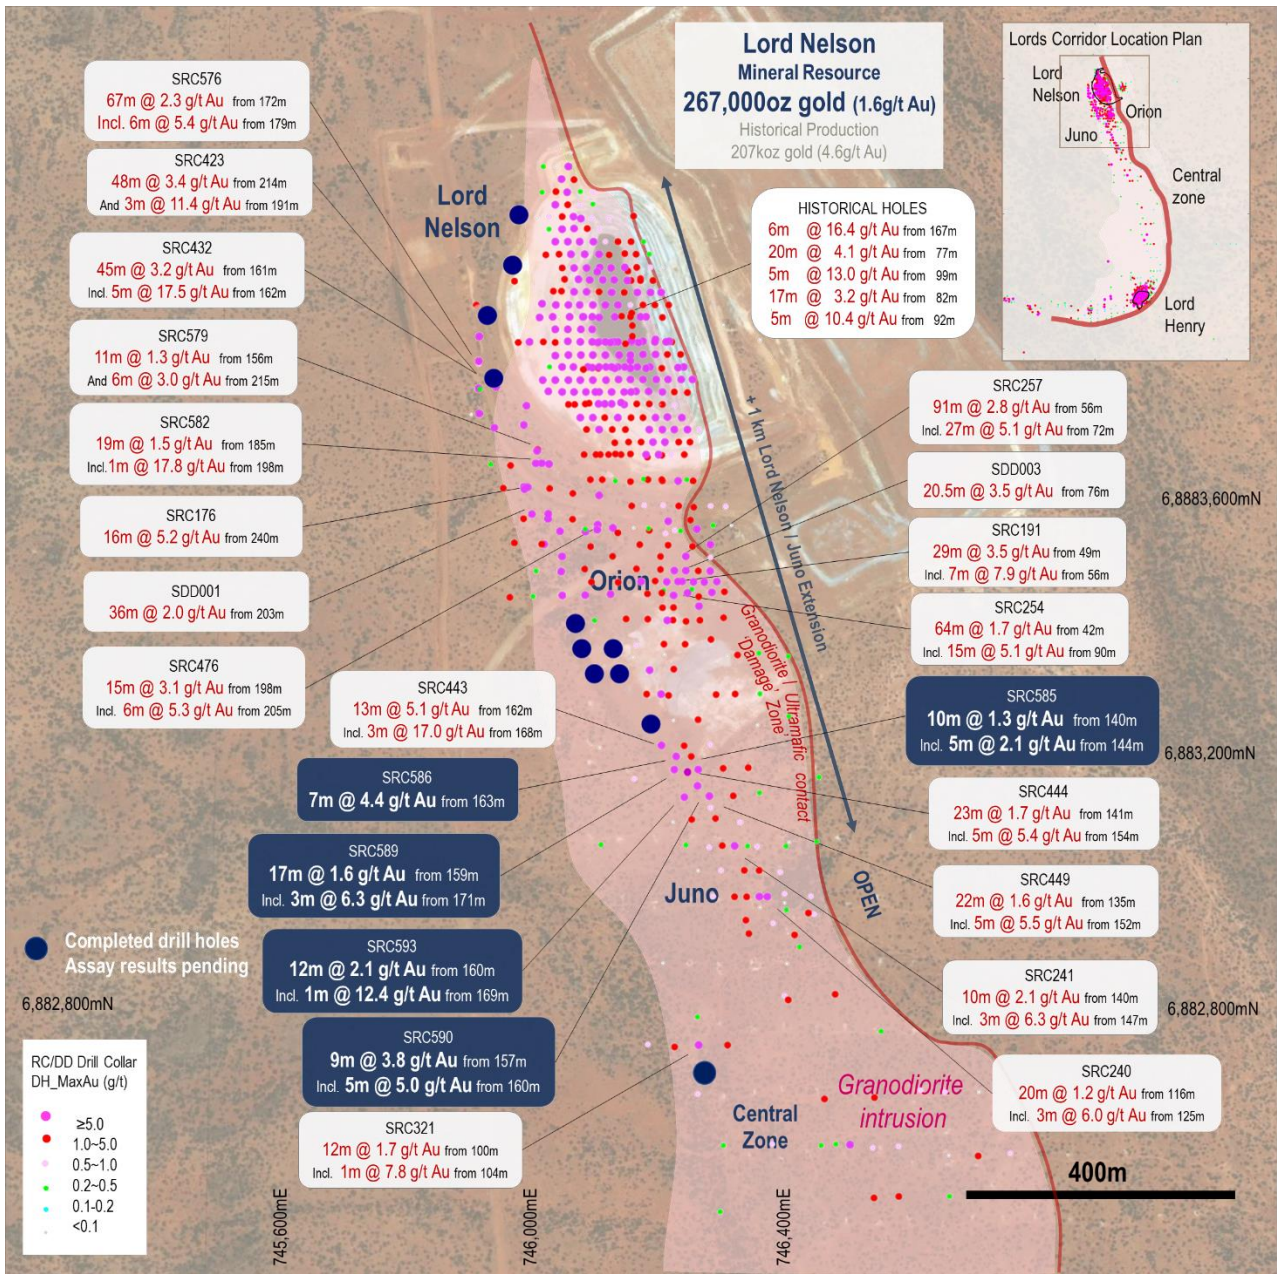 Lord Nelson
Mineral Resource
267,000oz gold (1.6g/t Au)
Historical Production
207koz gold (4.6g/t Au)
Lords Corridor Location Plan
Lord
Nelson
Orion
Juno
Central
zone
Lord
Henry
SRC576
67m @ 2.3 g/t Au from 172m
Incl. 6m @ 5.4 g/t Au from 179m
SRC423
48m @ 3.4 g/t Au from 214m
And 3m @ 11.4 g/t Au from 191m
SRC432
45m @ 3.2 g/t Au from 161m
Incl. 5m @ 17.5 g/t Au from 162m
SRC579
11m @ 1.3 g/t Au from 156m
And 6m @ 3.0 g/t Au from 215m
SRC582
19m @ 1.5 g/t Au from 185m
Incl.1m @ 17.8 g/t Au from 198m
SRC176
16m @ 5.2 g/t Au from 240m
SDD001
36m @ 2.0 g/t Au from 203m
SRC476
15m @ 3.1 g/t Au from 198m
Incl. 6m @ 5.3 g/t Au from 205m
SRC443
13m @ 5.1 g/t Au from 162m
Incl. 3m @ 17.0 g/t Au from 168m
SRC586
7m @ 4.4 g/t Au from 163m
SRC589
17m @ 1.6 g/t Au from 159m
Incl. 3m @ 6.3 g/t Au from 171m
SRC593
12m @ 2.1 g/t Au from 160m
Incl. 1m @ 12.4 g/t Au from 169m
SRC590
9m @ 3.8 g/t Au from 157m
Incl. 5m @ 5.0 g/t Au from 160m
SRC321
12m @ 1.7 g/t Au from 100m
Incl. 1m @ 7.8 g/t Au from 104m
Lord
Nelson
HISTORICAL HOLES
6m @ 16.4 g/t Au from 167m
20m @ 4.1 g/t Au from 77m
5m @ 13.0 g/t Au from 99m
17m @ 3.2 g/t Au from 82m
5m @ 10.4 g/t Au from 92m
SRC257
91m @ 2.8 g/t Au from 56m
Incl. 27m @ 5.1 g/t Au from 72m
SDD003
20.5m @ 3.5 g/t Au from 76m
6,8883,600mN
SRC191
29m @ 3.5 g/t Au from 49m
Incl. 7m @ 7.9 g/t Au from 56m
SRC254
64m @ 1.7 g/t Au from 42m
Incl. 15m @ 5.1 g/t Au from 90m
SRC585
10m @ 1.3 g/t Au from 140m
Incl. 5m @ 2.1 g/t Au from 144m
6,883,200mN
SRC444
23m @ 1.7 g/t Au from 141m
Incl. 5m @ 5.4 g/t Au from 154m
SRC449
22m @ 1.6 g/t Au from 135m
Incl. 5m @ 5.5 g/t Au from 152m
SRC241
10m @ 2.1 g/t Au from 140m
Incl. 3m @ 6.3 g/t Au from 147m
6,882,800mN
SRC240
20m @ 1.2 g/t Au from 116m
Incl. 3m @ 6.0 g/t Au from 125m
+ 1 km Lord Nelson / Juno Extension
OPEN
Orion
Granodiorite / Ultramafic contact
'Damage' Zone'
Juno
Central
Zone
Granodiorite
intrusion
Completed drill holes
Assay results pending
6,882,800mN
RC/DD Drill Collar
DH_MaxAu (g/t)
≥5.0
1.0~5.0
0.5~1.0
0.2~0.5
0.1-0.2
<0.1
745,600mE
746,000mE
746,400mE
400m